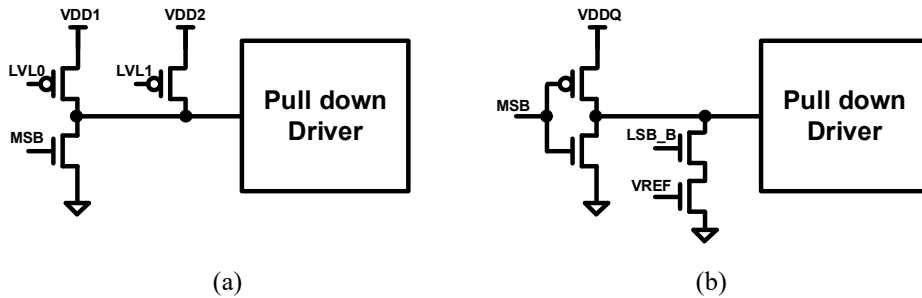 VDD1
VDD2
LVL0
LVL1
MSB
Pull down
Driver
(a)
VDDQ
MSB
LSB_B
VREF
Pull down
Driver
(b)